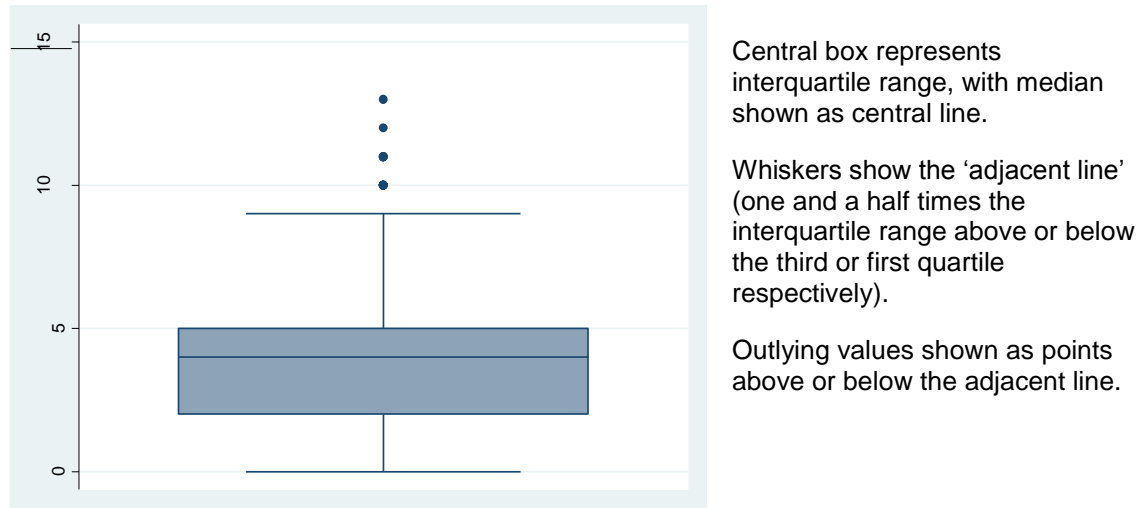 15
10
5
0
Central box represents
interquartile range, with median
shown as central line.
Whiskers show the ‘adjacent line’
(one and a half times the
interquartile range above or below
the third or first quartile
respectively).
Outlying values shown as points
above or below the adjacent line.